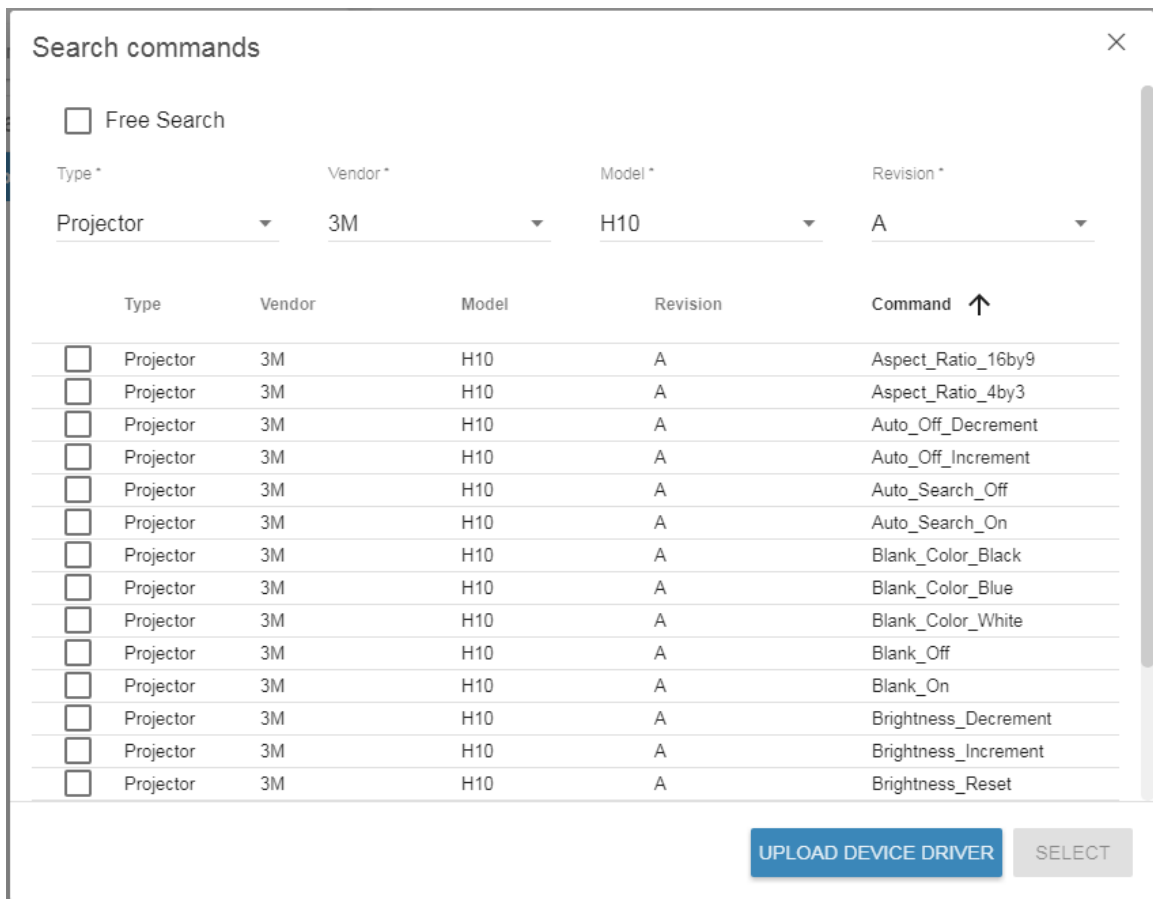 Search commands
Free Search
Type * Vendor * Model * Revision *
Projector 3M H10 A
Type Vendor Model Revision Command
Projector 3M H10 A Aspect_Ratio_16by9
Projector 3M H10 A Aspect_Ratio_4by3
Projector 3M H10 A Auto_Off_Decrement
Projector 3M H10 A Auto_Off_Increment
Projector 3M H10 A Auto_Search_Off
Projector 3M H10 A Auto_Search_On
Projector 3M H10 A Blank_Color_Black
Projector 3M H10 A Blank_Color_Blue
Projector 3M H10 A Blank_Color_White
Projector 3M H10 A Blank_Off
Projector 3M H10 A Blank_On
Projector 3M H10 A Brightness_Decrement
Projector 3M H10 A Brightness_Increment
Projector 3M H10 A Brightness_Reset
UPLOAD DEVICE DRIVER SELECT